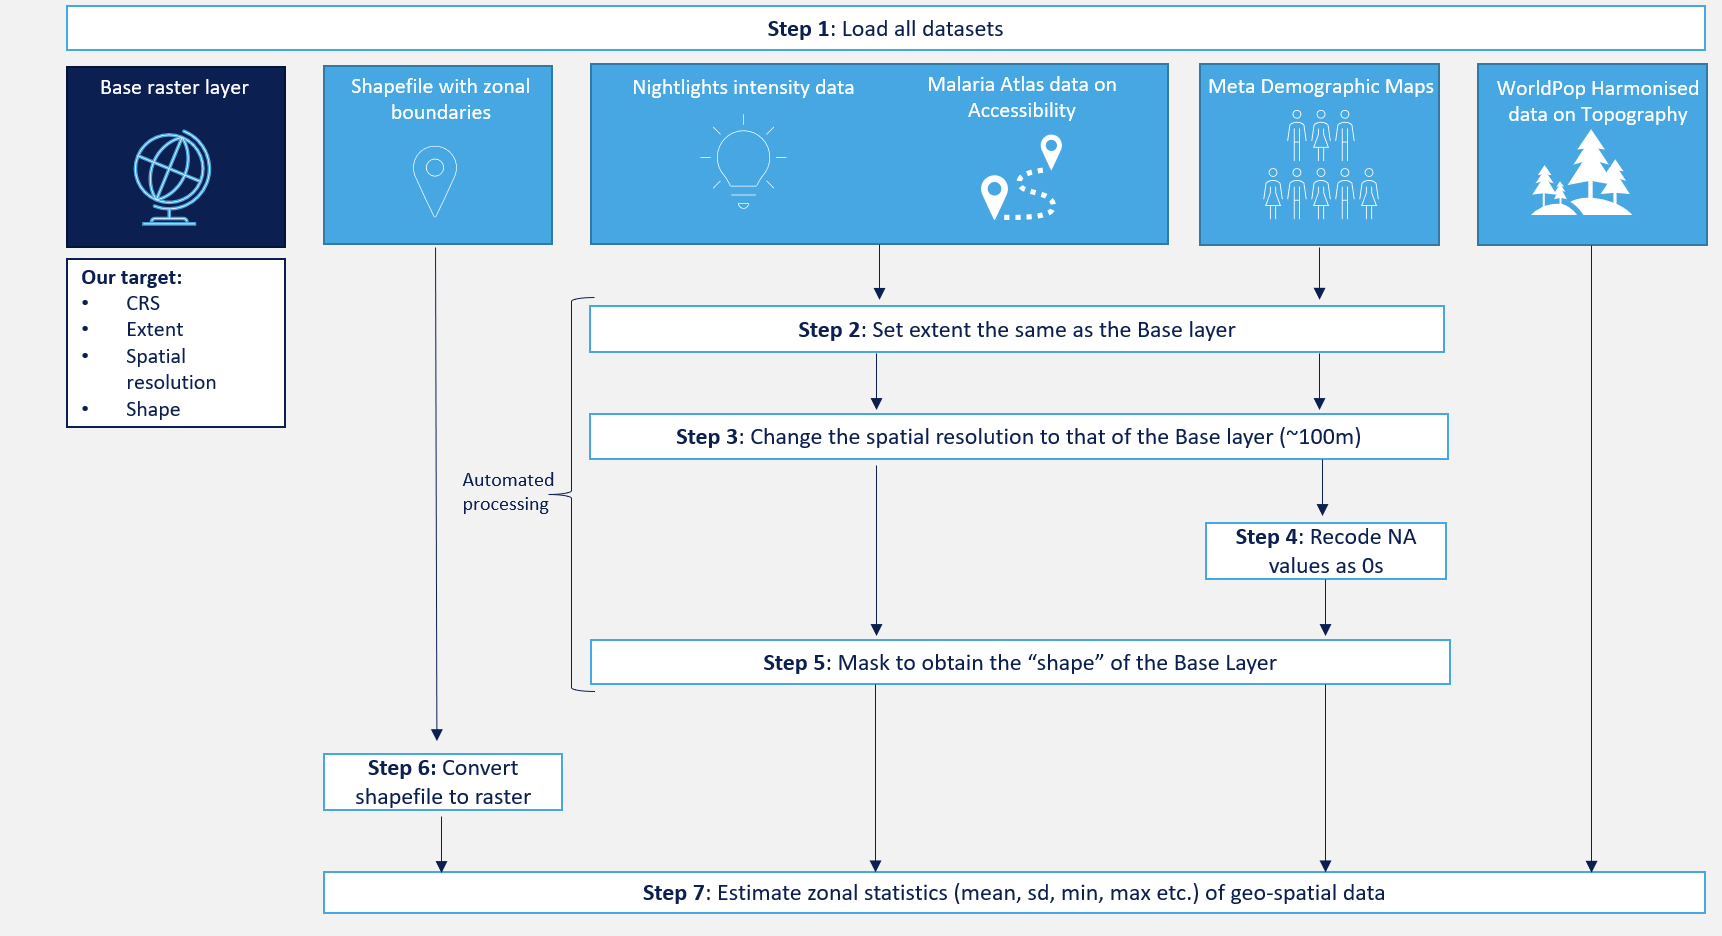 Step 1: Load all datasets
Base raster layer
Shapefile with zonal
boundaries
Nightlights intensity data
Malaria Atlas data on
Accessibility
Meta Demographic Maps
WorldPop Harmonised
data on Topography
Our target:
• CRS
• Extent
• Spatial
resolution
• Shape
Step 2: Set extent the same as the Base layer
Step 3: Change the spatial resolution to that of the Base layer (~100m)
Automated
processing
Step 4: Recode NA
values as 0s
Step 5: Mask to obtain the “shape” of the Base Layer
Step 6: Convert
shapefile to raster
Step 7: Estimate zonal statistics (mean, sd, min, max etc.) of geo-spatial data